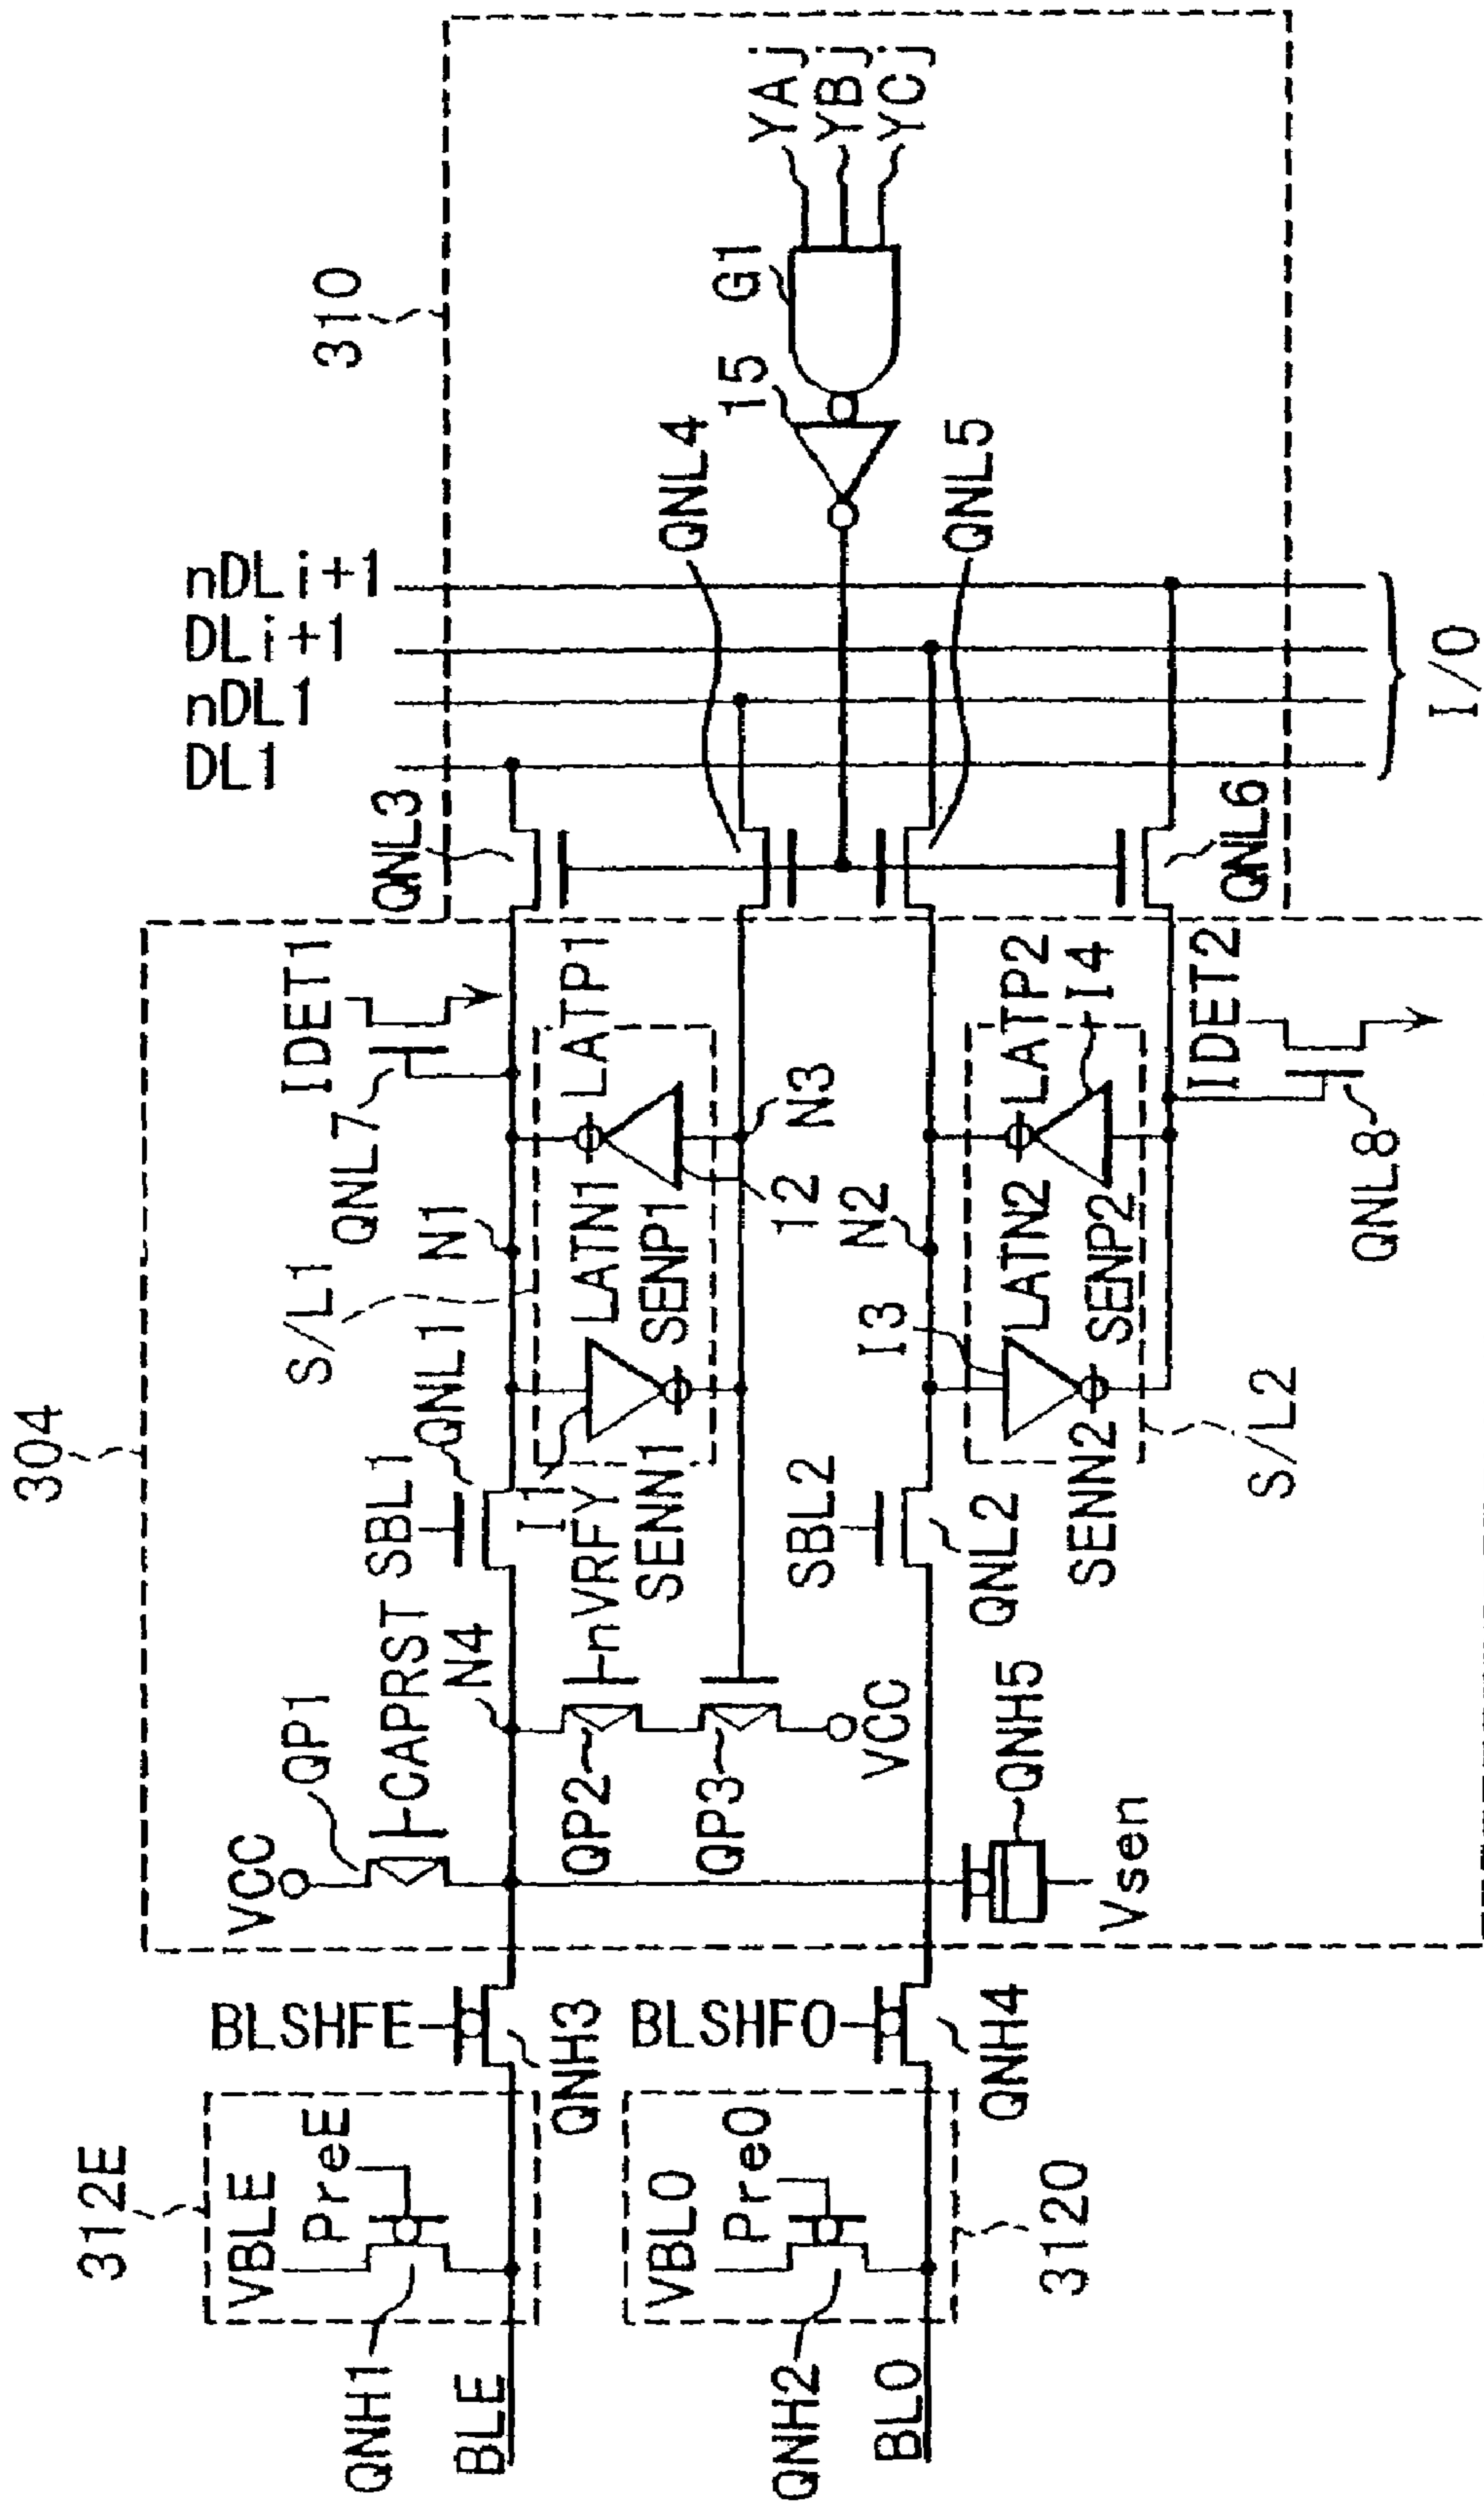 304
310
312E
VBLE
PreE
QNH1
BLE
BLSHFE
QNH3
VCC
QP1
CAPRST
N4
SBL1
QNL1
S/L1
N1
QNL7
IDET1
QNL3
DL1
nDL1
DLi+1
nDLi+1
I1
nVRFY
QP2
QP3
VCC
SENN1
LATN1
SENP1
LATP1
12
N3
QNL4
15
G1
YAj
YBj
YCj
QNL5
VBLO
PreO
QNH2
BLO
312O
BLSHFO
QNH4
QNH5
Vsen
SBL2
QNL2
I3
N2
SENN2
LATN2
SENP2
LATP2
I4
S/L2
IDET2
QNL8
QNL6
I/O